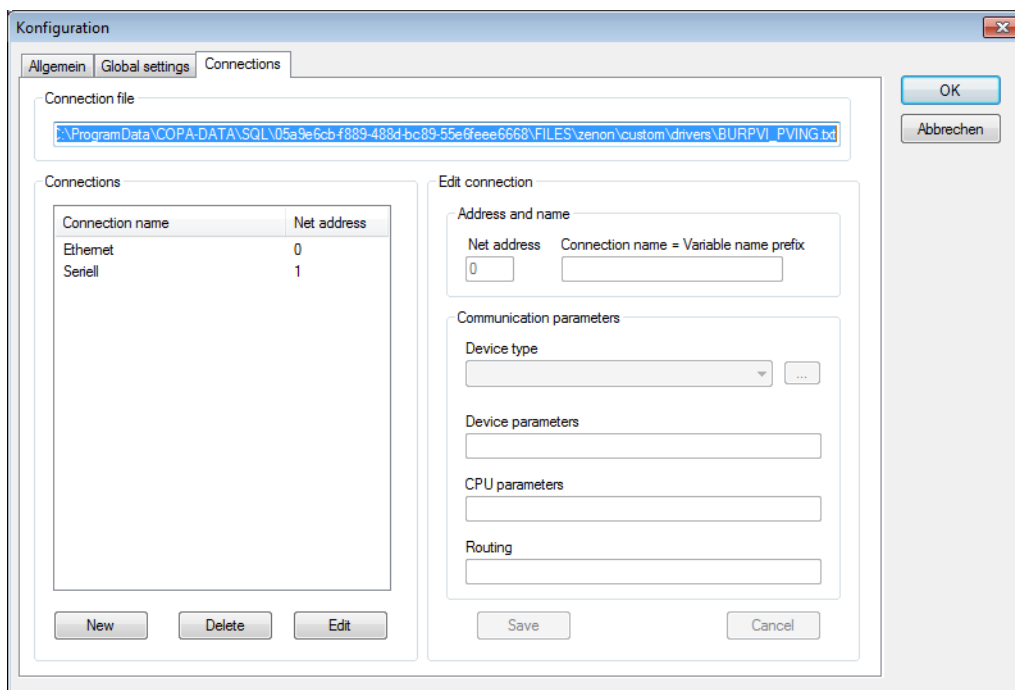 Konfiguration
Allgemein Global settings Connections
OK
Abbrechen
Connection file
C:\ProgramData\COPA-DATA\SQL\05a9e6cb-f889-488d-bc89-55e6feee6668\FILES\zenon\custom\drivers\BURPVI_PVING.txt
Connections
Connection name Net address
Ethernet 0
Seriell 1
New Delete Edit
Edit connection
Address and name
Net address Connection name = Variable name prefix
0
Communication parameters
Device type
...
Device parameters
CPU parameters
Routing
Save Cancel